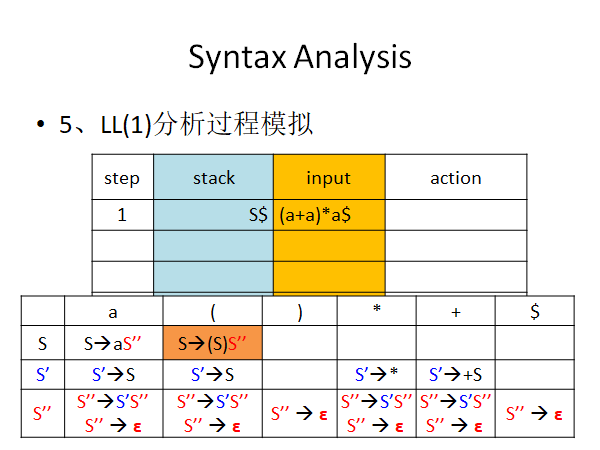 Syntax Analysis
• 5、LL(1)分析过程模拟
step stack input action
1 S$ (a+a)*a$
a ( ) * + $
S S→aS’’ S→(S)S’’
S’ S’→S S’→S S’→* S’→+S
S’’ S’’→S’S’’ S’’→S’S’’ S’’ → ε S’’→S’S’’ S’’→S’S’’ S’’ → ε
S’’ → ε S’’ → ε S’’ → ε S’’ → ε